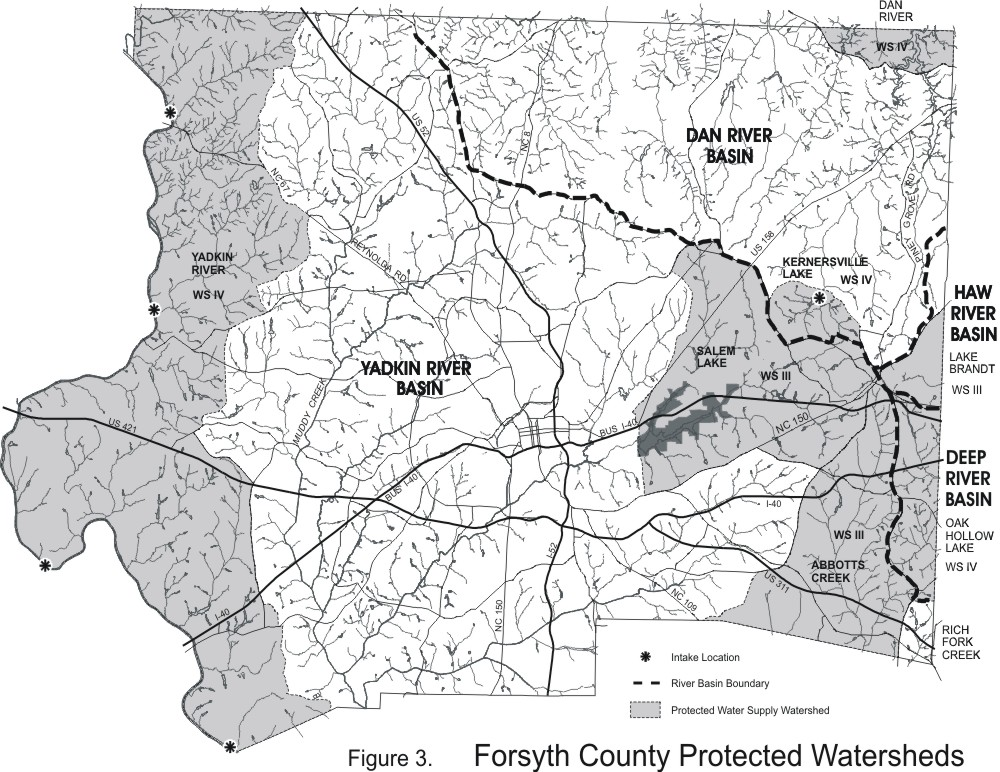 DAN
RIVER
WS IV
DAN RIVER
BASIN
US 52
NC 8
NC 67
PINEY GROVE RD
US 158
REYNOLDA RD
YADKIN
RIVER
WS IV
KERNERSVILLE
LAKE
WS IV
HAW
RIVER
BASIN
LAKE
BRANDT
WS III
SALEM
LAKE
WS III
YADKIN RIVER
BASIN
MUDDY CREEK
US 421
BUS I-40
NC 150
BUS I-40
DEEP
RIVER
BASIN
I-40
OAK
HOLLOW
LAKE
WS IV
WS III
ABBOTTS
CREEK
I-52
US 311
NC 109
I-40
NC 150
RICH
FORK
CREEK
Intake Location
River Basin Boundary
Protected Water Supply Watershed
Figure 3. Forsyth County Protected Watersheds